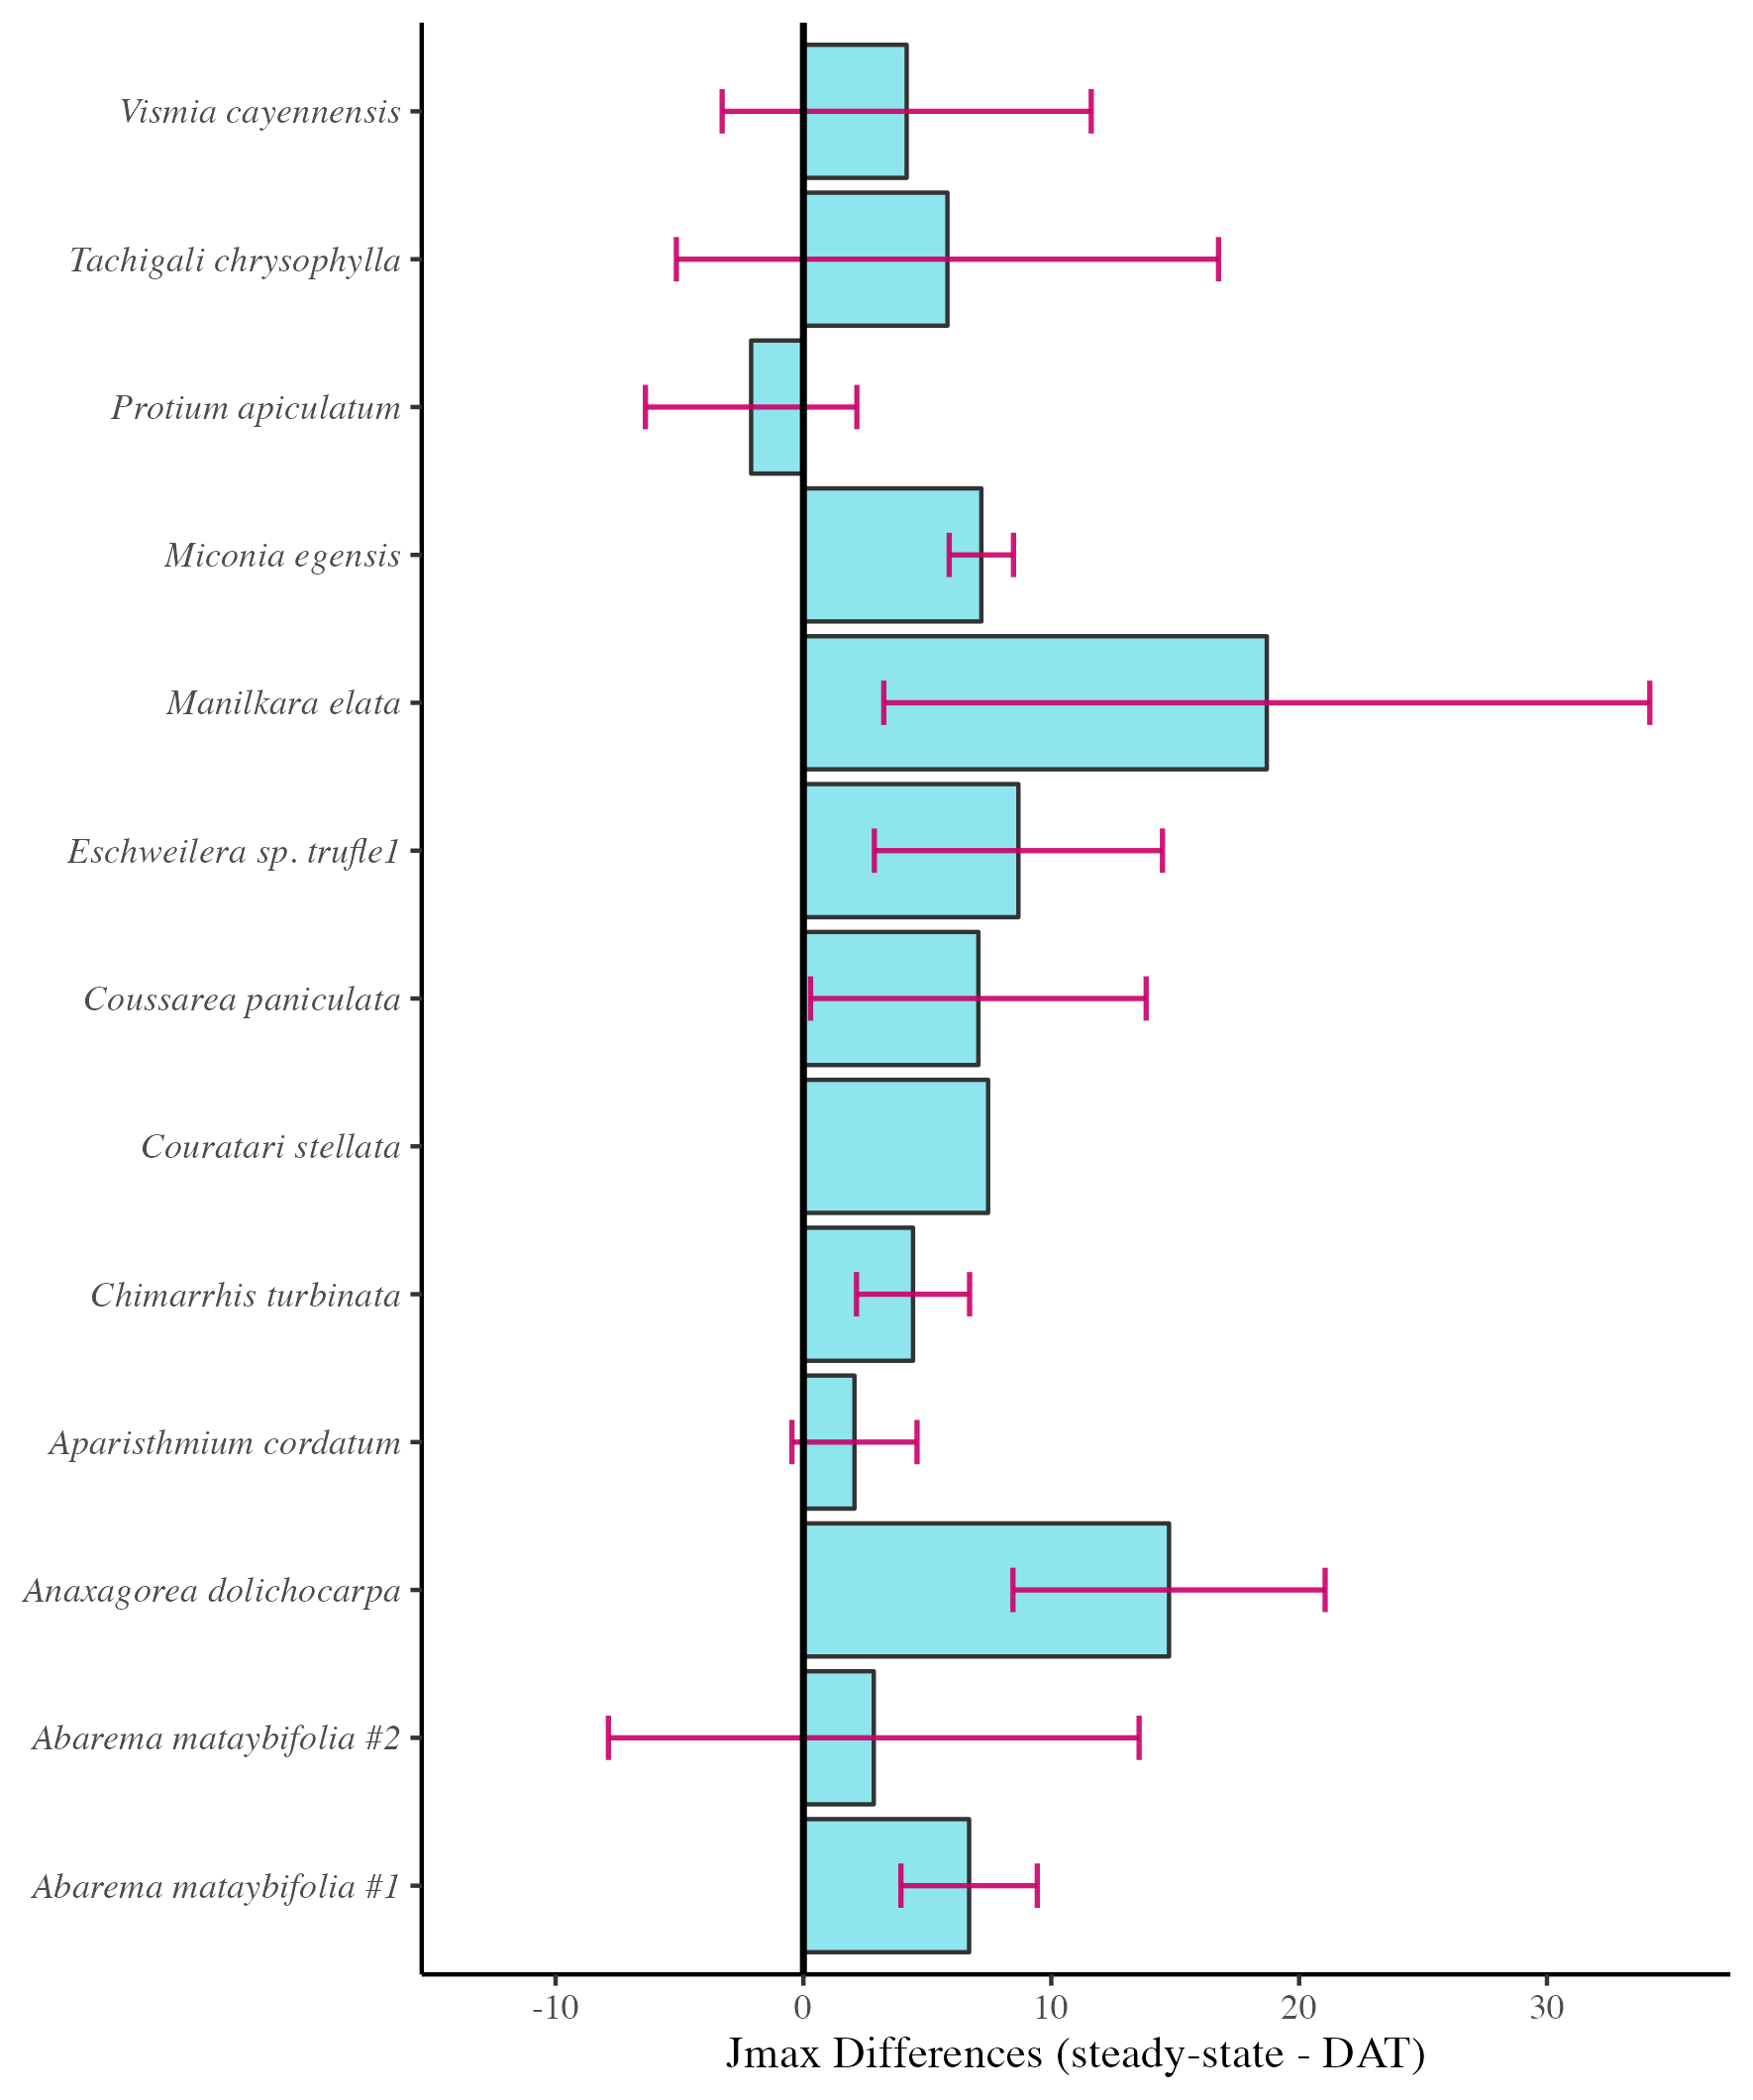 Vismia cayennensis
Tachigali chrysophylla
Protium apiculatum
Miconia egensis
Manilkara elata
Eschweilera sp. trufle1
Coussarea paniculata
Couratari stellata
Chimarrhis turbinata
Aparisthmium cordatum
Anaxagorea dolichocarpa
Abarema mataybifolia #2
Abarema mataybifolia #1
-10 0 10 20 30
Jmax Differences (steady-state - DAT)